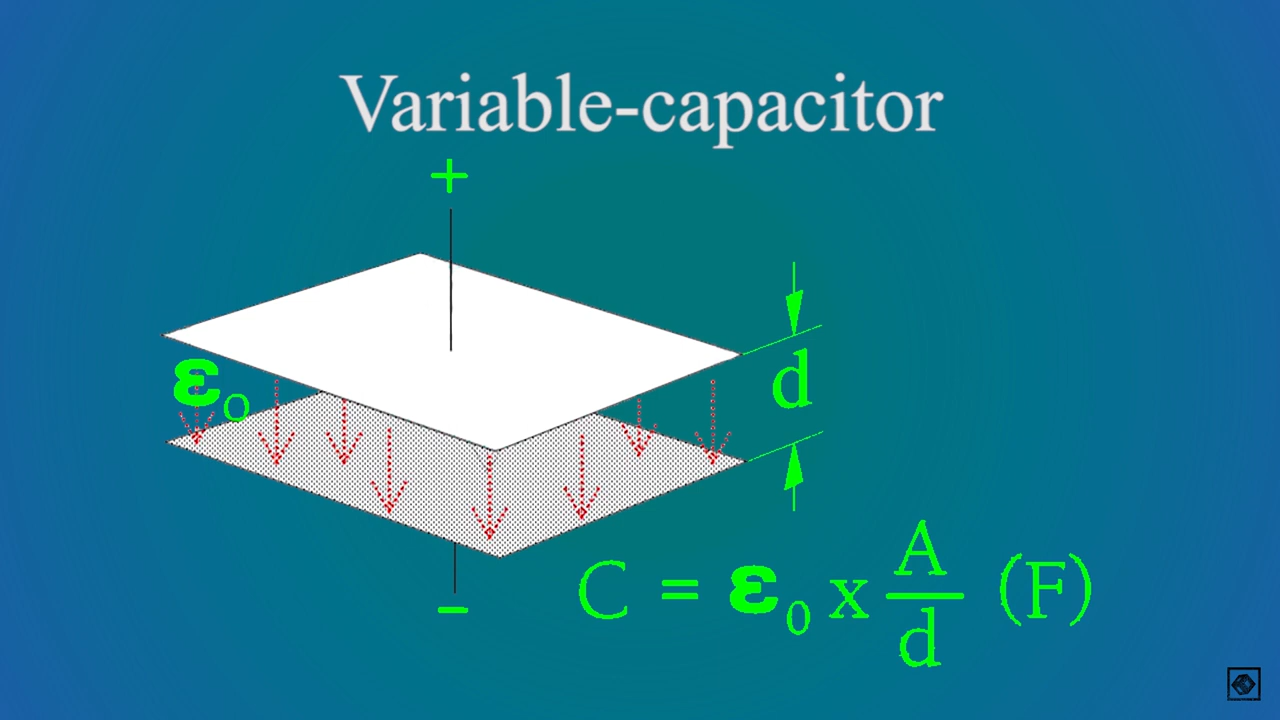 Variable-capacitor
+
ε₀
d
−
C = ε₀ x A/d (F)